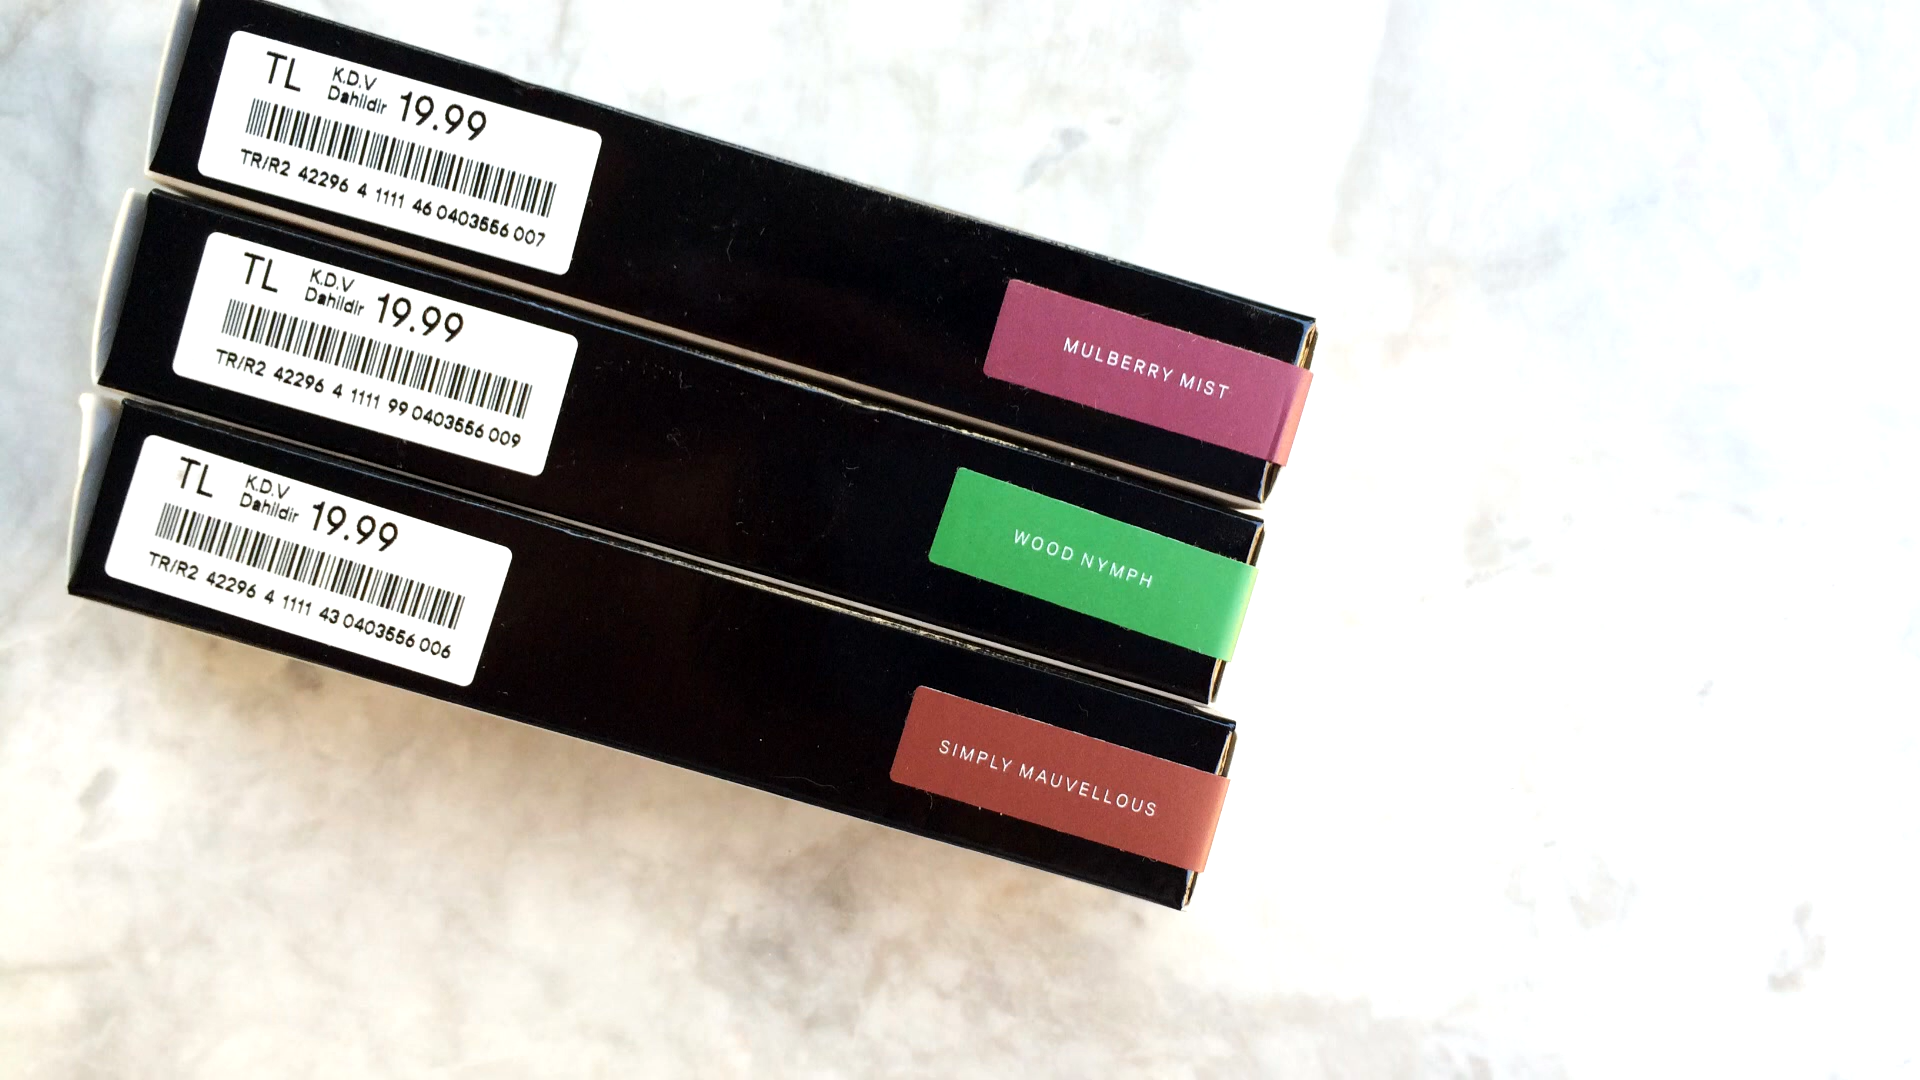 TL K.D.V Dahildir 19.99
TR/R2 42296 4 1111 46 0403556 007
MULBERRY MIST
TL K.D.V Dahildir 19.99
TR/R2 42296 4 1111 99 0403556 009
WOOD NYMPH
TL K.D.V Dahildir 19.99
TR/R2 42296 4 1111 43 0403556 006
SIMPLY MAUVELLOUS